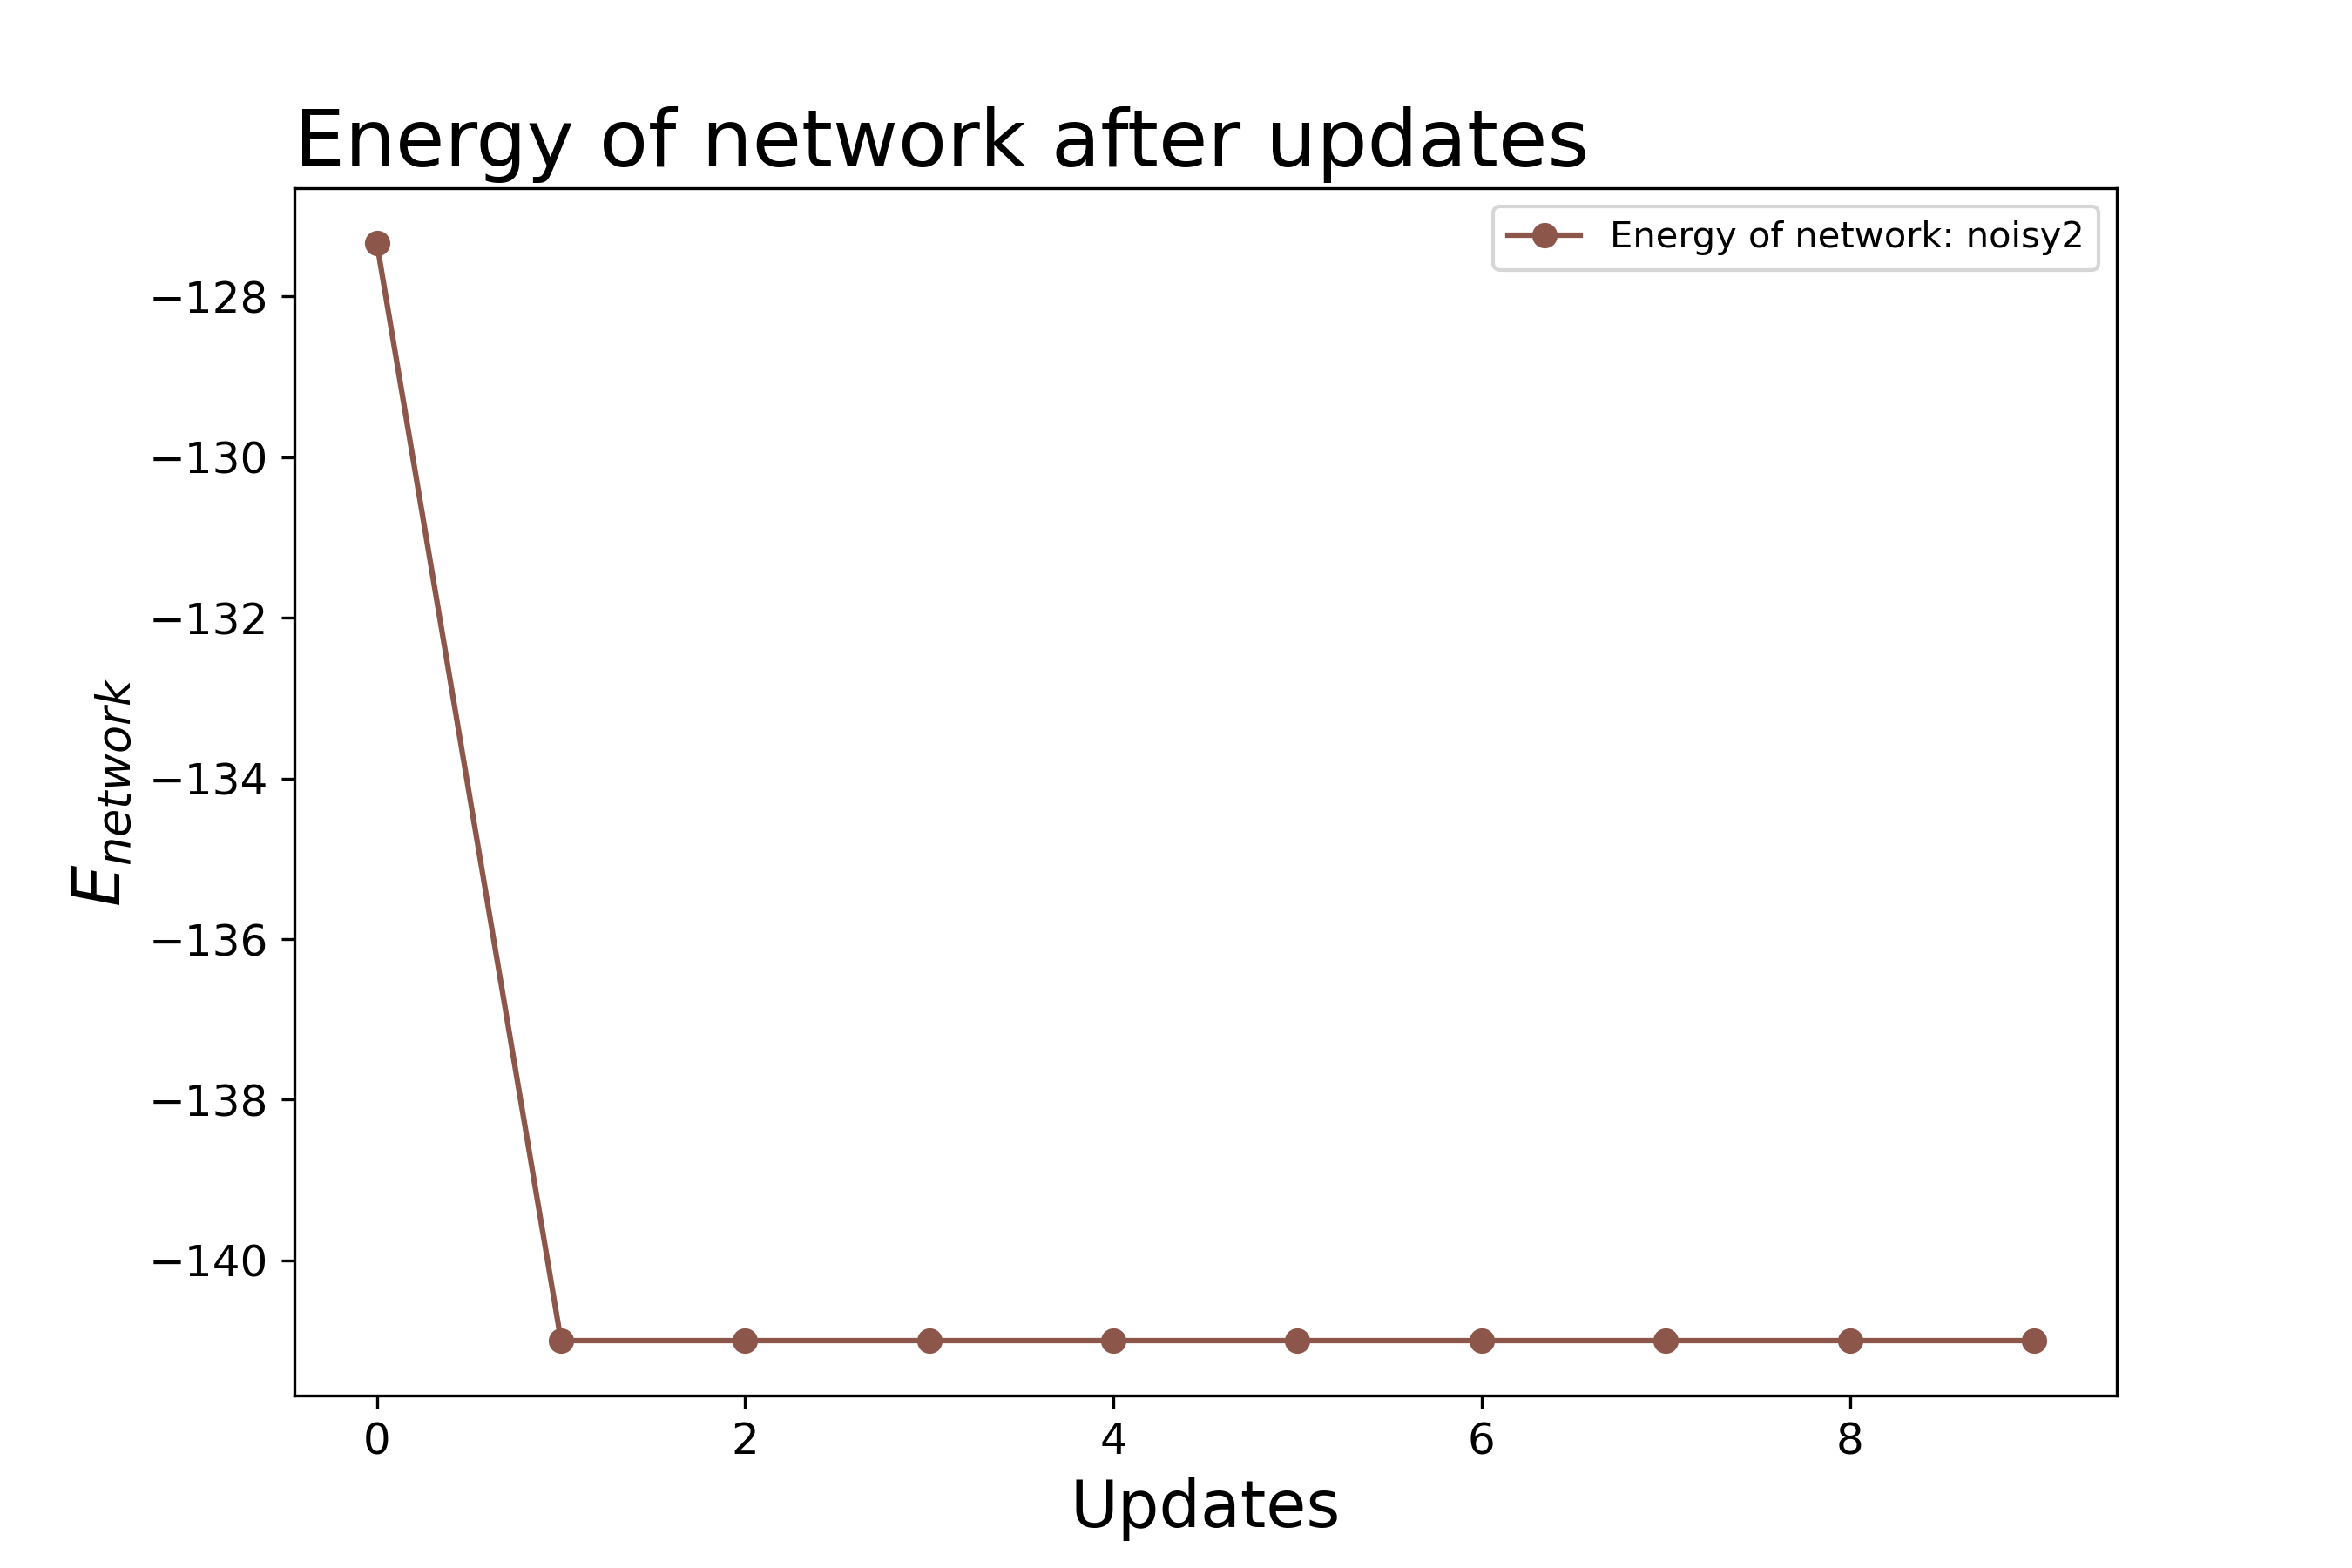 Energy of network after updates
Energy of network: noisy2
−128
−130
−132
−134
−136
−138
−140
E_network
0 2 4 6 8
Updates